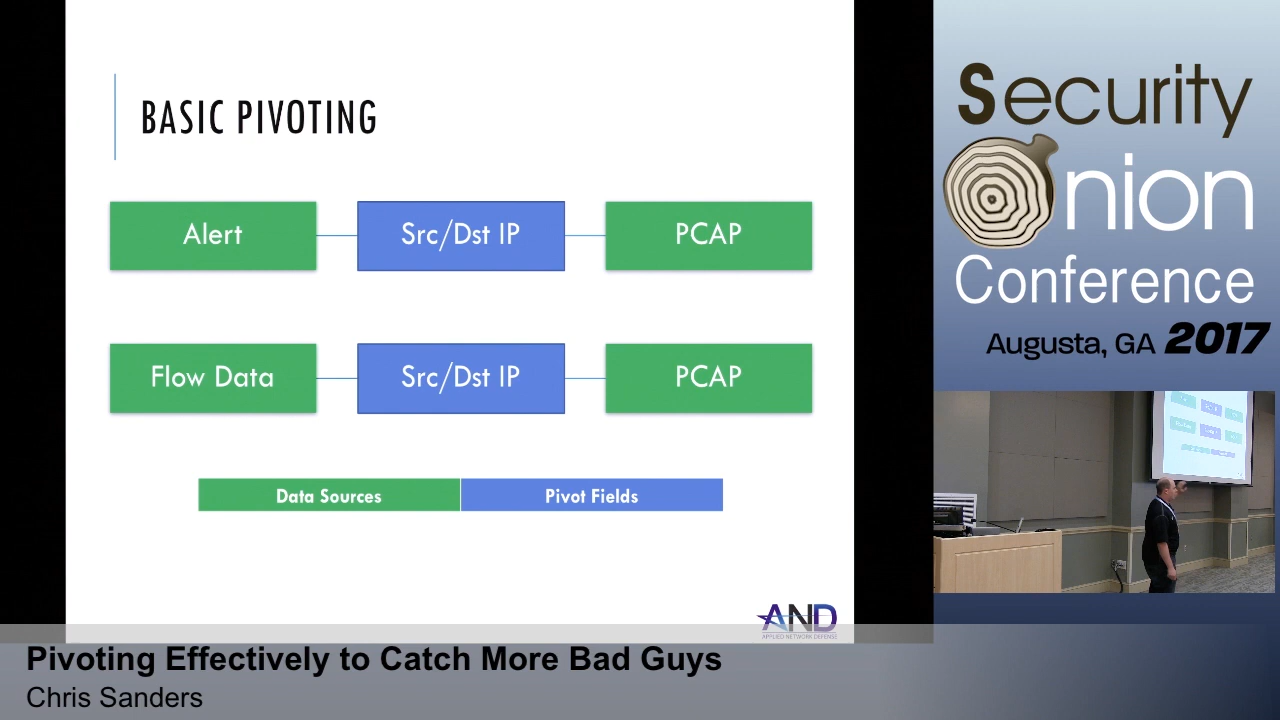 BASIC PIVOTING
Alert
Src/Dst IP
PCAP
Flow Data
Src/Dst IP
PCAP
Data Sources
Pivot Fields
AND
APPLIED NETWORK DEFENSE
Security
Onion
Conference
Augusta, GA 2017
Pivoting Effectively to Catch More Bad Guys
Chris Sanders